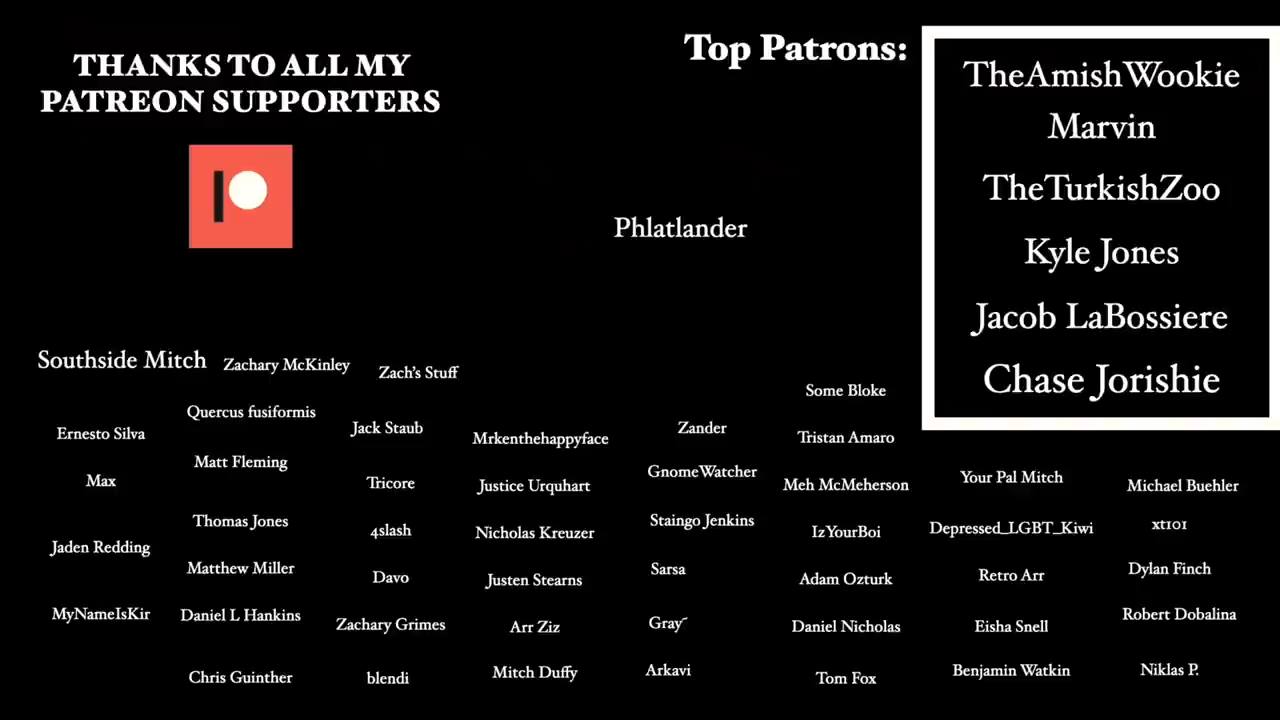 THANKS TO ALL MY
PATREON SUPPORTERS
Top Patrons:
TheAmishWookie
Marvin
TheTurkishZoo
Kyle Jones
Jacob LaBossiere
Chase Jorishie
Phlatlander
Southside Mitch
Zachary McKinley
Zach's Stuff
Ernesto Silva
Max
Jaden Redding
MyNameIsKir
Quercus fusiformis
Matt Fleming
Thomas Jones
Matthew Miller
Daniel L Hankins
Chris Guinther
Jack Staub
Tricore
4slash
Davo
Zachary Grimes
blendi
Mrkenthehappyface
Justice Urquhart
Nicholas Kreuzer
Justen Stearns
Arr Ziz
Mitch Duffy
Zander
GnomeWatcher
Staingo Jenkins
Sarsa
Gray˜
Arkavi
Some Bloke
Tristan Amaro
Meh McMeherson
IzYourBoi
Adam Ozturk
Daniel Nicholas
Tom Fox
Your Pal Mitch
Depressed_LGBT_Kiwi
Retro Arr
Eisha Snell
Benjamin Watkin
Michael Buehler
xt101
Dylan Finch
Robert Dobalina
Niklas P.